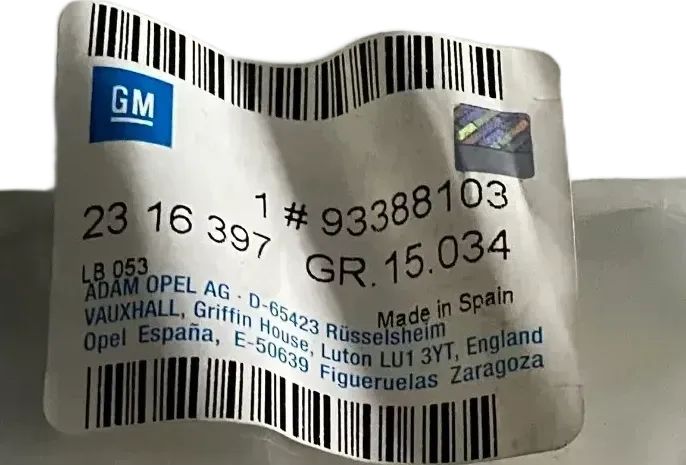 GM
1 # 93388103
23 16 397
GR. 15.034
LB 053
Made in Spain
ADAM OPEL AG · D-65423 Rüsselsheim
VAUXHALL, Griffin House, Luton LU1 3YT, England
Opel España, E-50639 Figueruelas Zaragoza